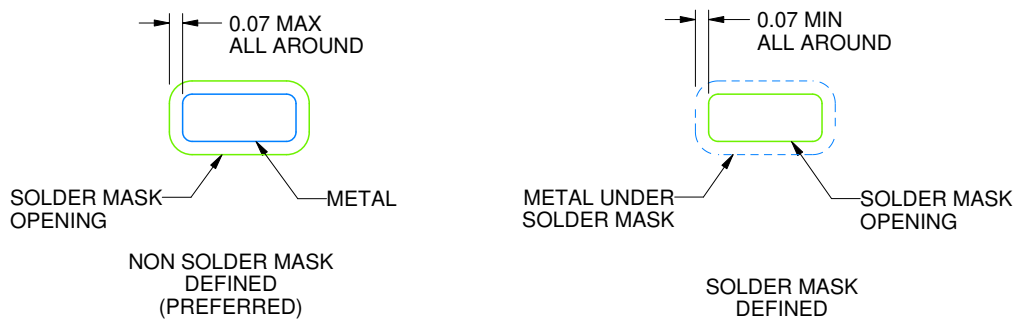 0.07 MAX
ALL AROUND
SOLDER MASK
OPENING
METAL
NON SOLDER MASK
DEFINED
(PREFERRED)
0.07 MIN
ALL AROUND
METAL UNDER
SOLDER MASK
SOLDER MASK
OPENING
SOLDER MASK
DEFINED